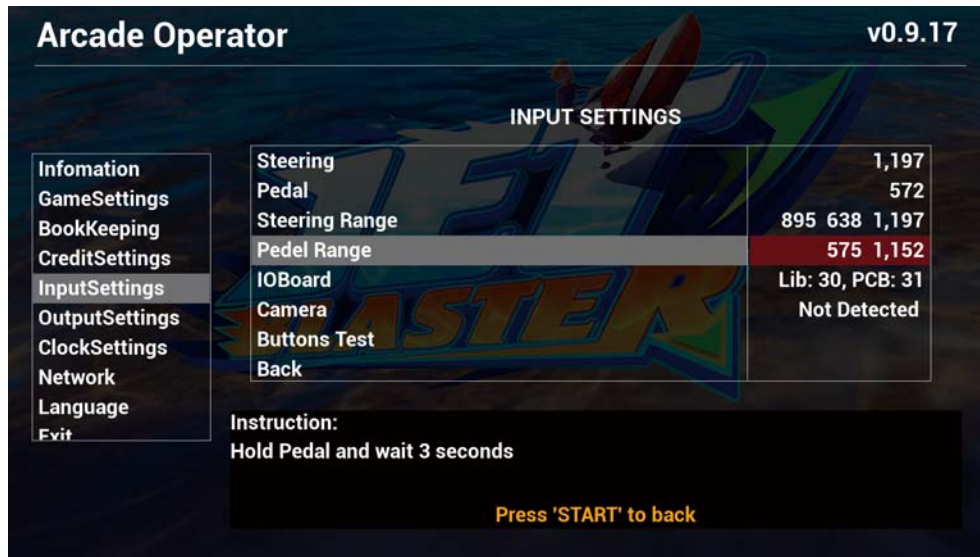 Arcade Operator
v0.9.17
INPUT SETTINGS
Infomation
GameSettings
BookKeeping
CreditSettings
InputSettings
OutputSettings
ClockSettings
Network
Language
Exit
Steering 1,197
Pedal 572
Steering Range 895 638 1,197
Pedel Range 575 1,152
IOBoard Lib: 30, PCB: 31
Camera Not Detected
Buttons Test
Back
JET
BLASTER
Instruction:
Hold Pedal and wait 3 seconds
Press 'START' to back